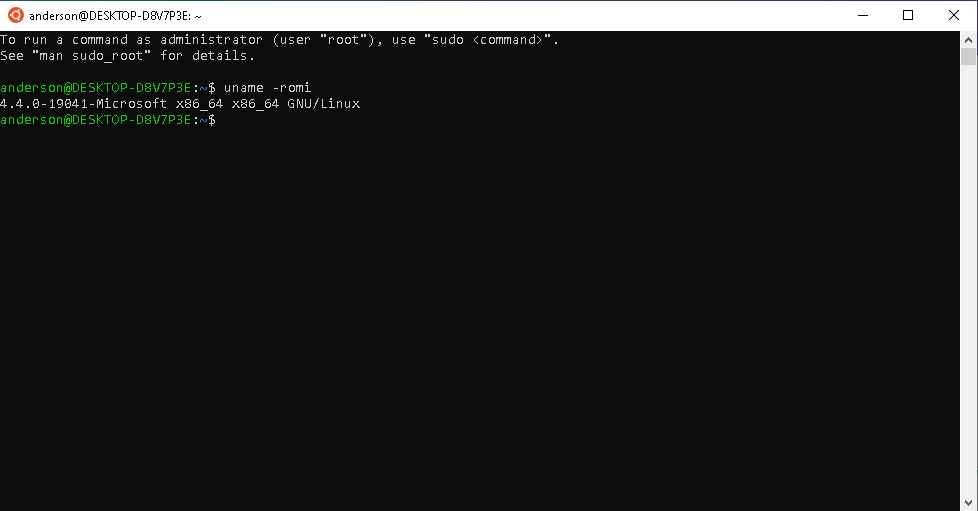 anderson@DESKTOP-D8V7P3E: ~
To run a command as administrator (user "root"), use "sudo <command>".
See "man sudo_root" for details.
anderson@DESKTOP-D8V7P3E:~$ uname -romi
4.4.0-19041-Microsoft x86_64 x86_64 GNU/Linux
anderson@DESKTOP-D8V7P3E:~$